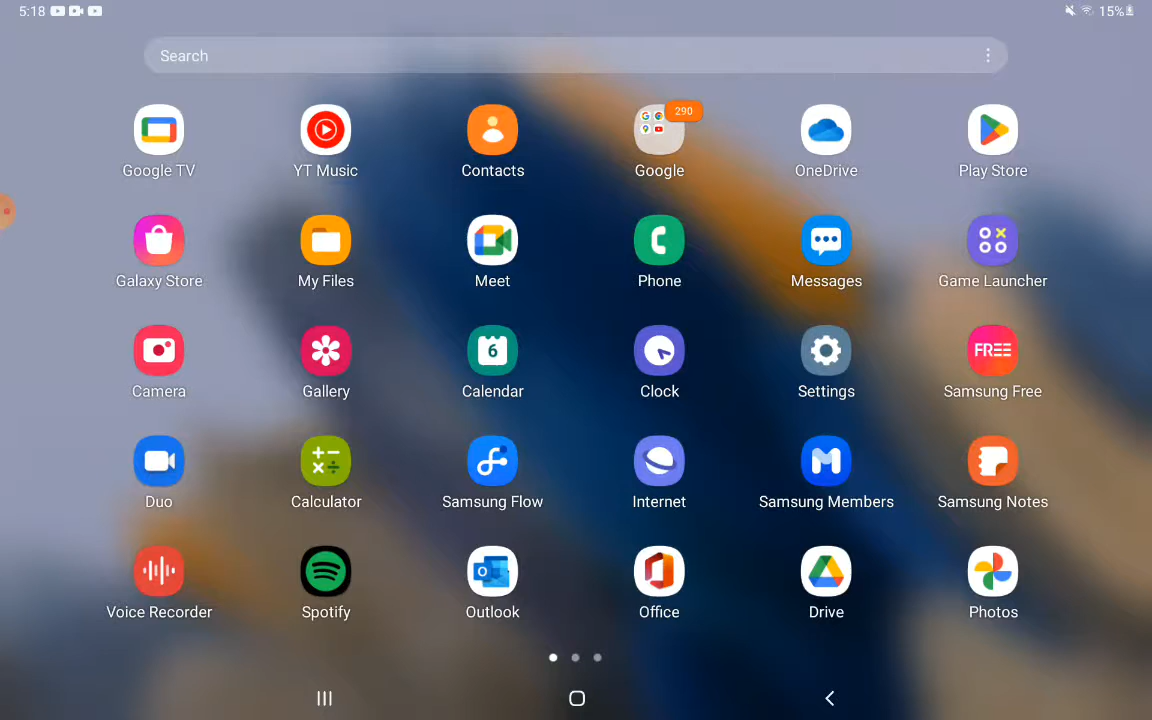 5:18 15%
Search
290
Google TV YT Music Contacts Google OneDrive Play Store
Galaxy Store My Files Meet Phone Messages Game Launcher
6 FREE
Camera Gallery Calendar Clock Settings Samsung Free
Duo Calculator Samsung Flow Internet Samsung Members Samsung Notes
Voice Recorder Spotify Outlook Office Drive Photos